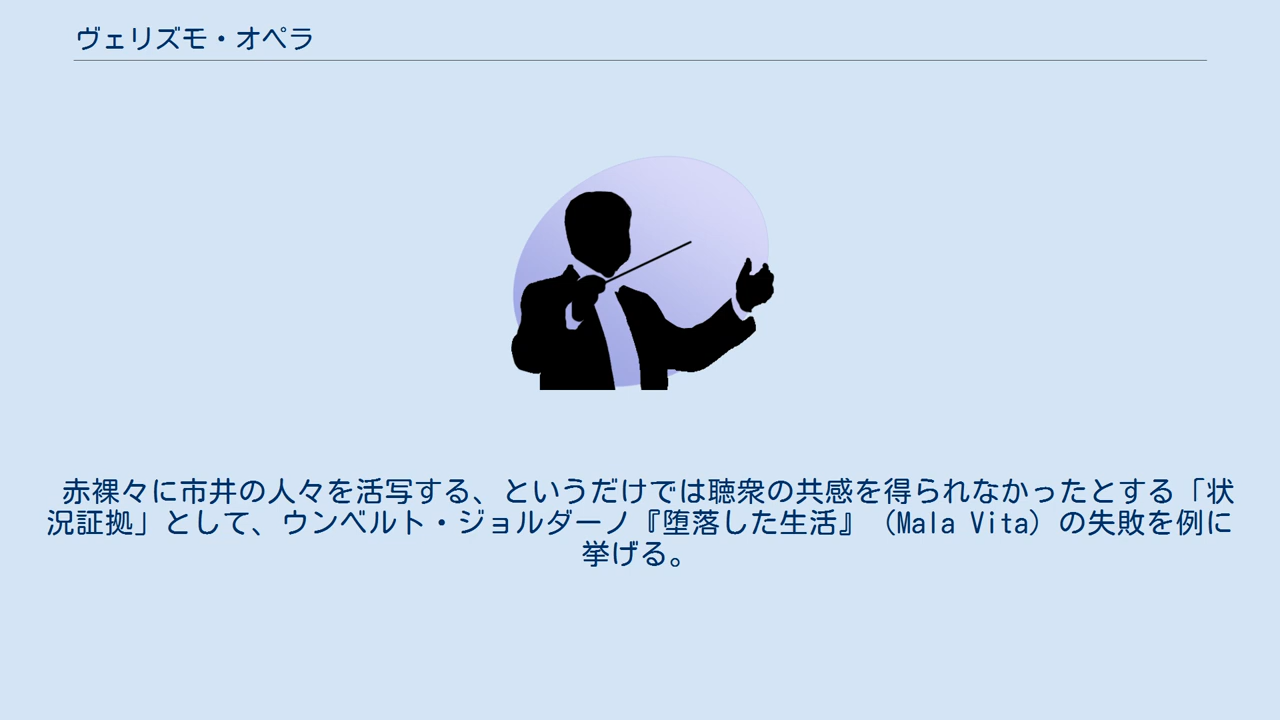 ヴェリズモ・オペラ
赤裸々に市井の人々を活写する、というだけでは聴衆の共感を得られなかったとする「状
況証拠」として、ウンベルト・ジョルダーノ『堕落した生活』（Mala Vita）の失敗を例に
挙げる。